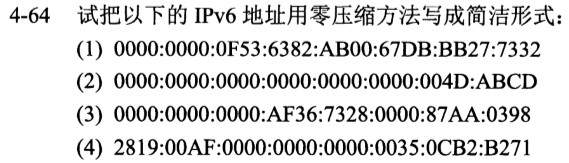 4-64 试把以下的 IPv6 地址用零压缩方法写成简洁形式：
(1) 0000:0000:0F53:6382:AB00:67DB:BB27:7332
(2) 0000:0000:0000:0000:0000:0000:004D:ABCD
(3) 0000:0000:0000:AF36:7328:0000:87AA:0398
(4) 2819:00AF:0000:0000:0000:0035:0CB2:B271